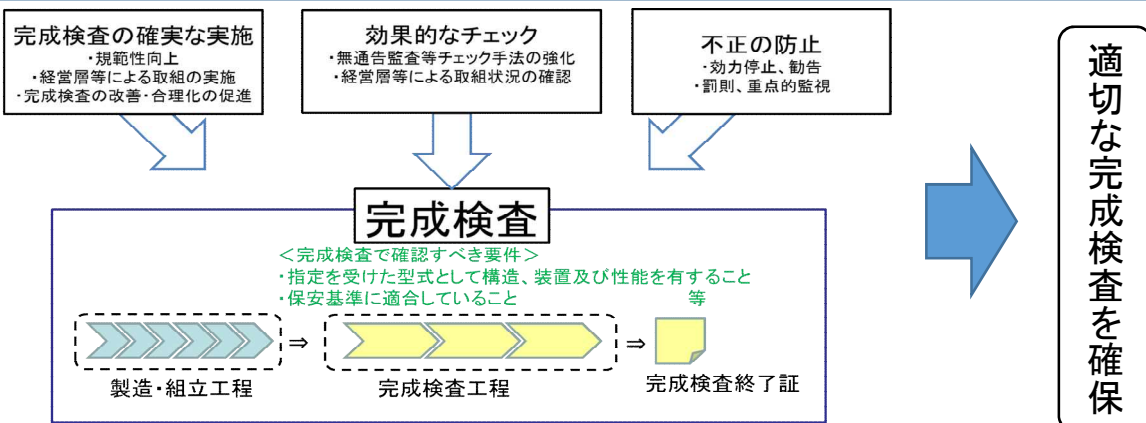 完成検査の確実な実施
・規範性向上
・経営層等による取組の実施
・完成検査の改善・合理化の促進
効果的なチェック
・無通告監査等チェック手法の強化
・経営層等による取組状況の確認
不正の防止
・効力停止、勧告
・罰則、重点的監視
完成検査
＜完成検査で確認すべき要件＞
・指定を受けた型式として構造、装置及び性能を有すること
・保安基準に適合していること 等
⇒
⇒
製造・組立工程
完成検査工程
完成検査終了証
適切な完成検査を確保